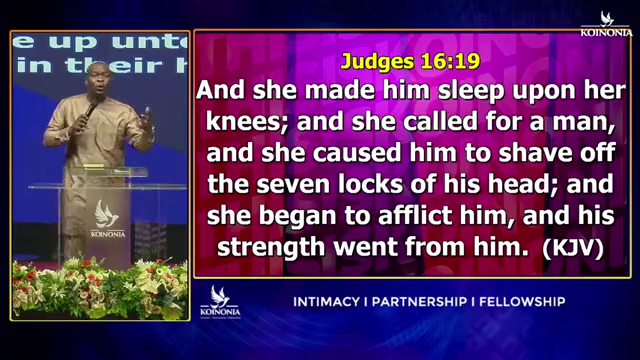 e up unto
in their h
KOINONIA
Judges 16:19
And she made him sleep upon her
knees; and she called for a man,
and she caused him to shave off
the seven locks of his head; and
she began to afflict him, and his
strength went from him. (KJV)
KOINONIA
KOINONIA
INTIMACY I PARTNERSHIP I FELLOWSHIP